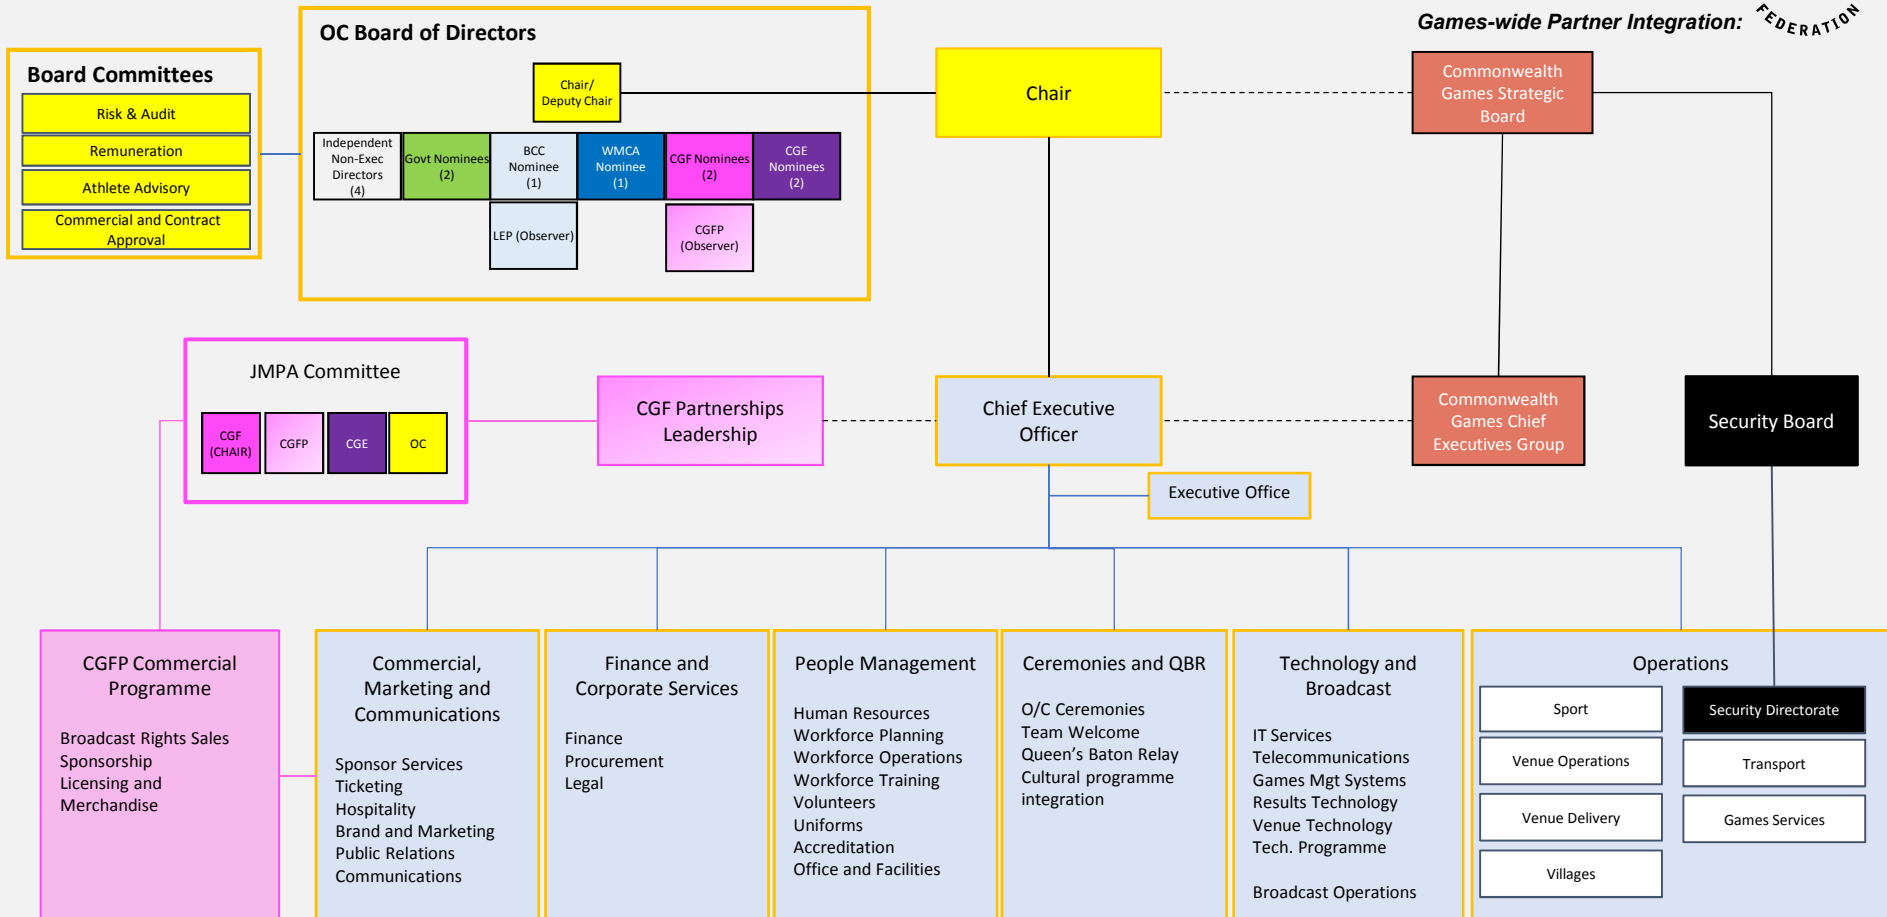 Games-wide Partner Integration:
FEDERATION
OC Board of Directors
Board Committees
Risk & Audit
Remuneration
Athlete Advisory
Commercial and Contract
Approval
Chair/
Deputy Chair
Independent
Non-Exec
Directors
(4)
Govt Nominees
(2)
BCC
Nominee
(1)
WMCA
Nominee
(1)
CGF Nominees
(2)
CGE
Nominees
(2)
LEP (Observer)
CGFP
(Observer)
Chair
Commonwealth
Games Strategic
Board
JMPA Committee
CGF
(CHAIR)
CGFP
CGE
OC
CGF Partnerships
Leadership
Chief Executive
Officer
Commonwealth
Games Chief
Executives Group
Security Board
Executive Office
CGFP Commercial
Programme
Broadcast Rights Sales
Sponsorship
Licensing and
Merchandise
Commercial,
Marketing and
Communications
Sponsor Services
Ticketing
Hospitality
Brand and Marketing
Public Relations
Communications
Finance and
Corporate Services
Finance
Procurement
Legal
People Management
Human Resources
Workforce Planning
Workforce Operations
Workforce Training
Volunteers
Uniforms
Accreditation
Office and Facilities
Ceremonies and QBR
O/C Ceremonies
Team Welcome
Queen's Baton Relay
Cultural programme
integration
Technology and
Broadcast
IT Services
Telecommunications
Games Mgt Systems
Results Technology
Venue Technology
Tech. Programme
Broadcast Operations
Operations
Sport
Venue Operations
Venue Delivery
Villages
Security Directorate
Transport
Games Services